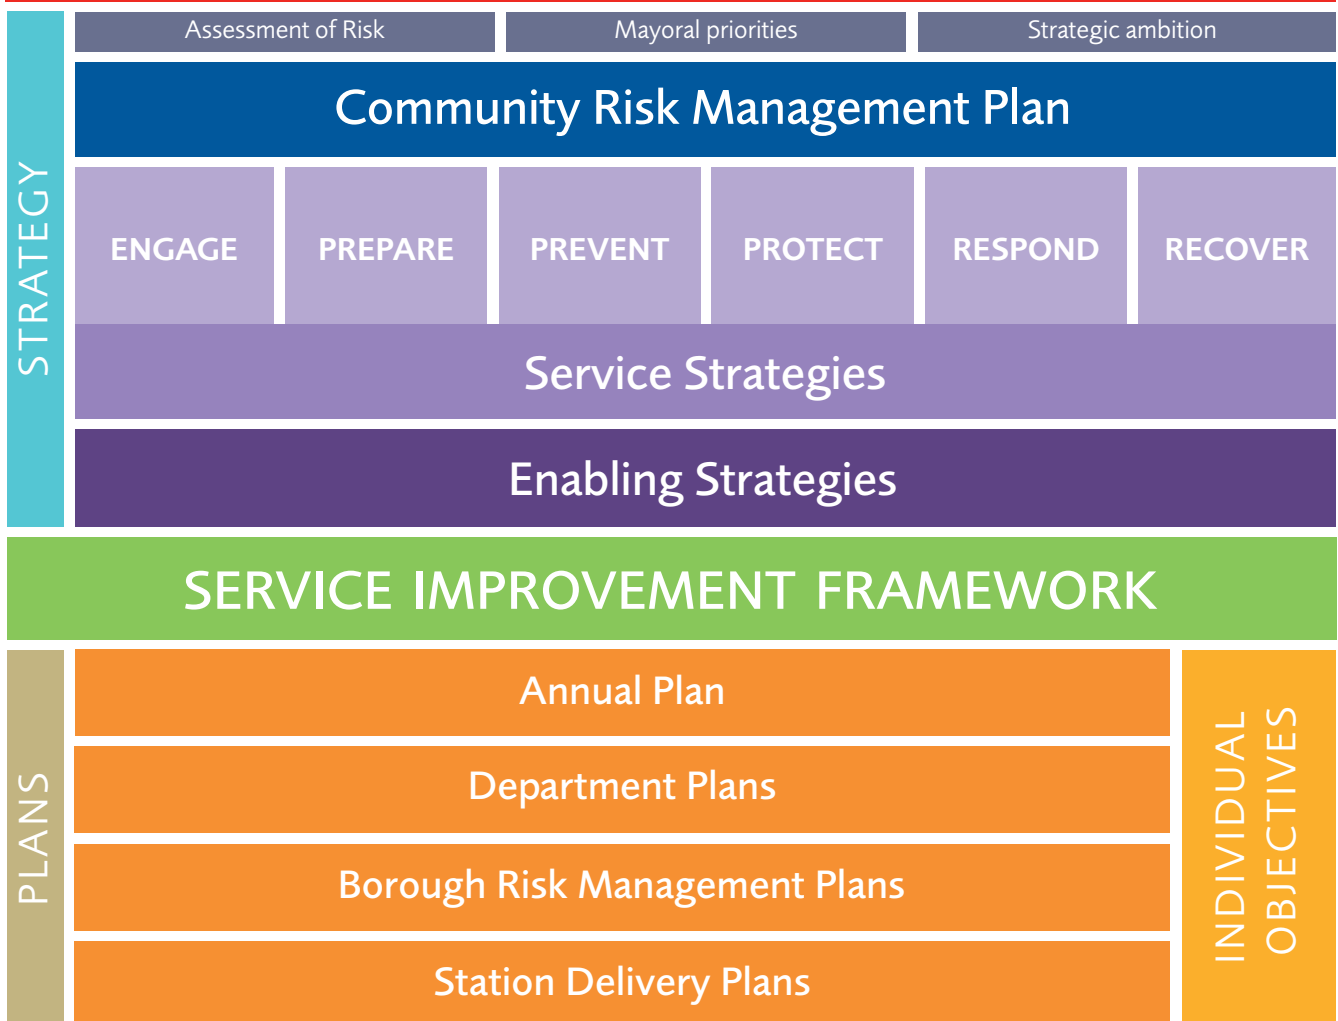 Assessment of Risk
Mayoral priorities
Strategic ambition
STRATEGY
Community Risk Management Plan
ENGAGE
PREPARE
PREVENT
PROTECT
RESPOND
RECOVER
Service Strategies
Enabling Strategies
SERVICE IMPROVEMENT FRAMEWORK
PLANS
Annual Plan
Department Plans
Borough Risk Management Plans
Station Delivery Plans
INDIVIDUAL
OBJECTIVES